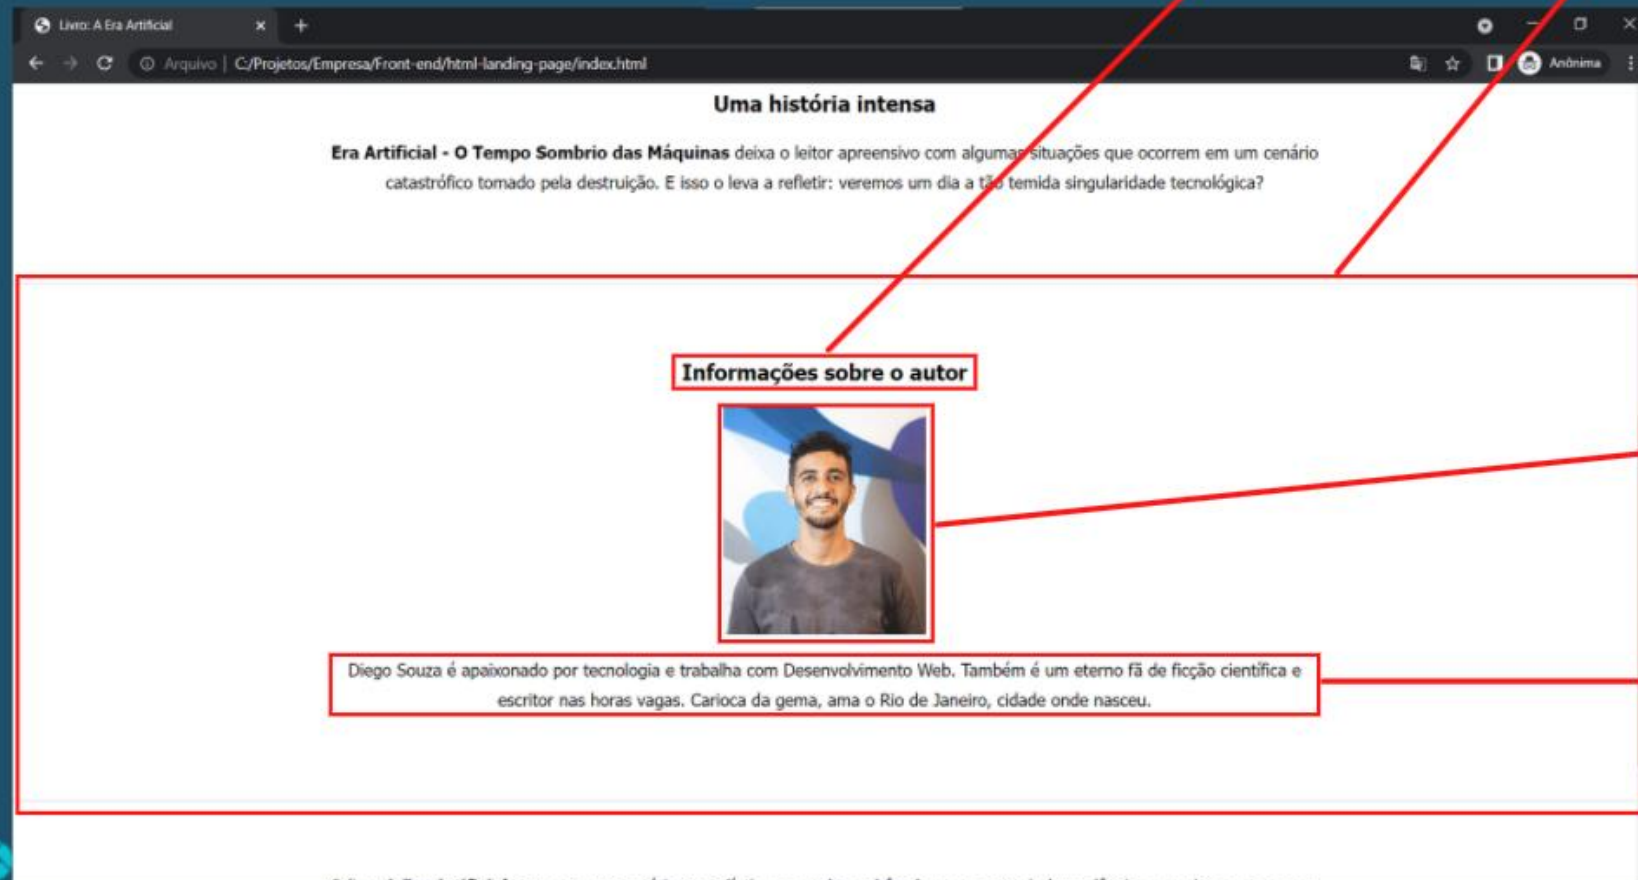 Livro: A Era Artificial
Arquivo | C:/Projetos/Empresa/Front-end/html-landing-page/index.html
Anônima
Uma história intensa
Era Artificial - O Tempo Sombrio das Máquinas deixa o leitor apreensivo com algumas situações que ocorrem em um cenário
catastrófico tomado pela destruição. E isso o leva a refletir: veremos um dia a tão temida singularidade tecnológica?
Informações sobre o autor
Diego Souza é apaixonado por tecnologia e trabalha com Desenvolvimento Web. Também é um eterno fã de ficção científica e
escritor nas horas vagas. Carioca da gema, ama o Rio de Janeiro, cidade onde nasceu.